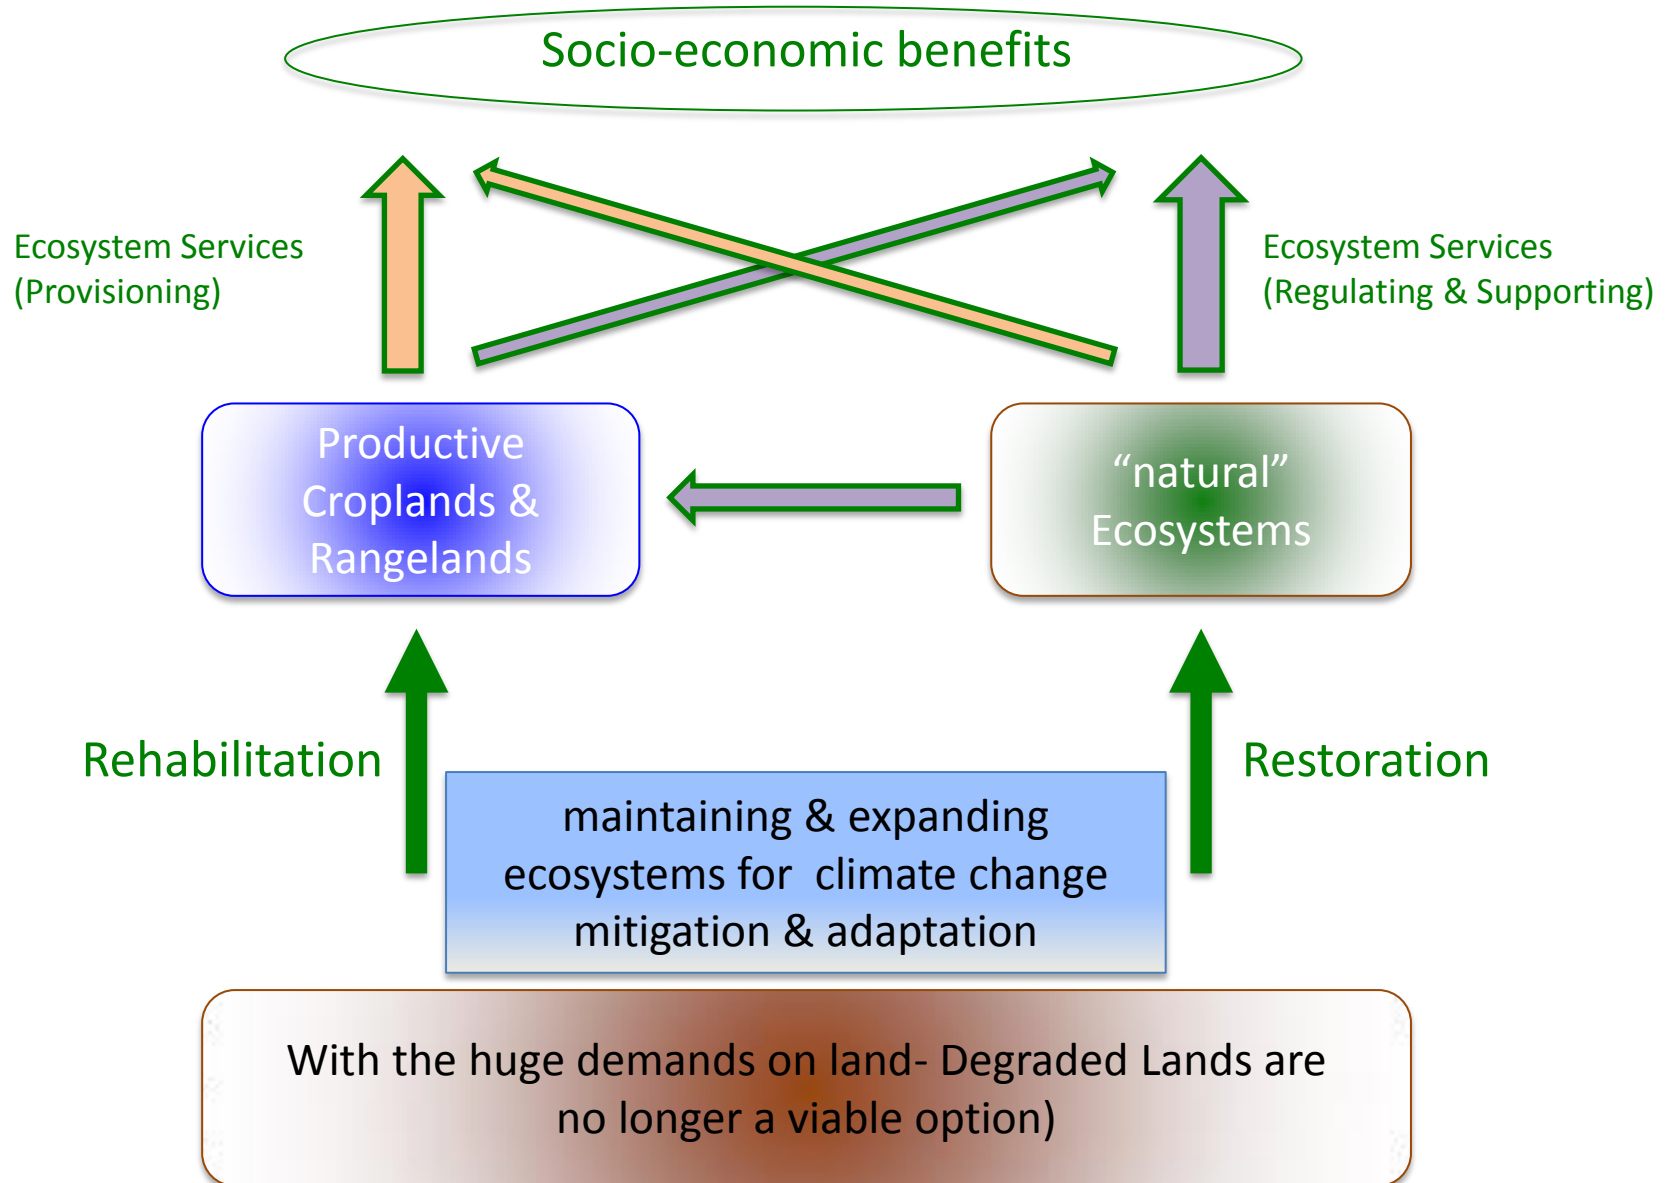 Socio-economic benefits
Ecosystem Services
(Provisioning)
Ecosystem Services
(Regulating & Supporting)
Productive
Croplands &
Rangelands
“natural”
Ecosystems
Rehabilitation
Restoration
maintaining & expanding
ecosystems for  climate change
mitigation & adaptation
With the huge demands on land- Degraded Lands are
no longer a viable option)